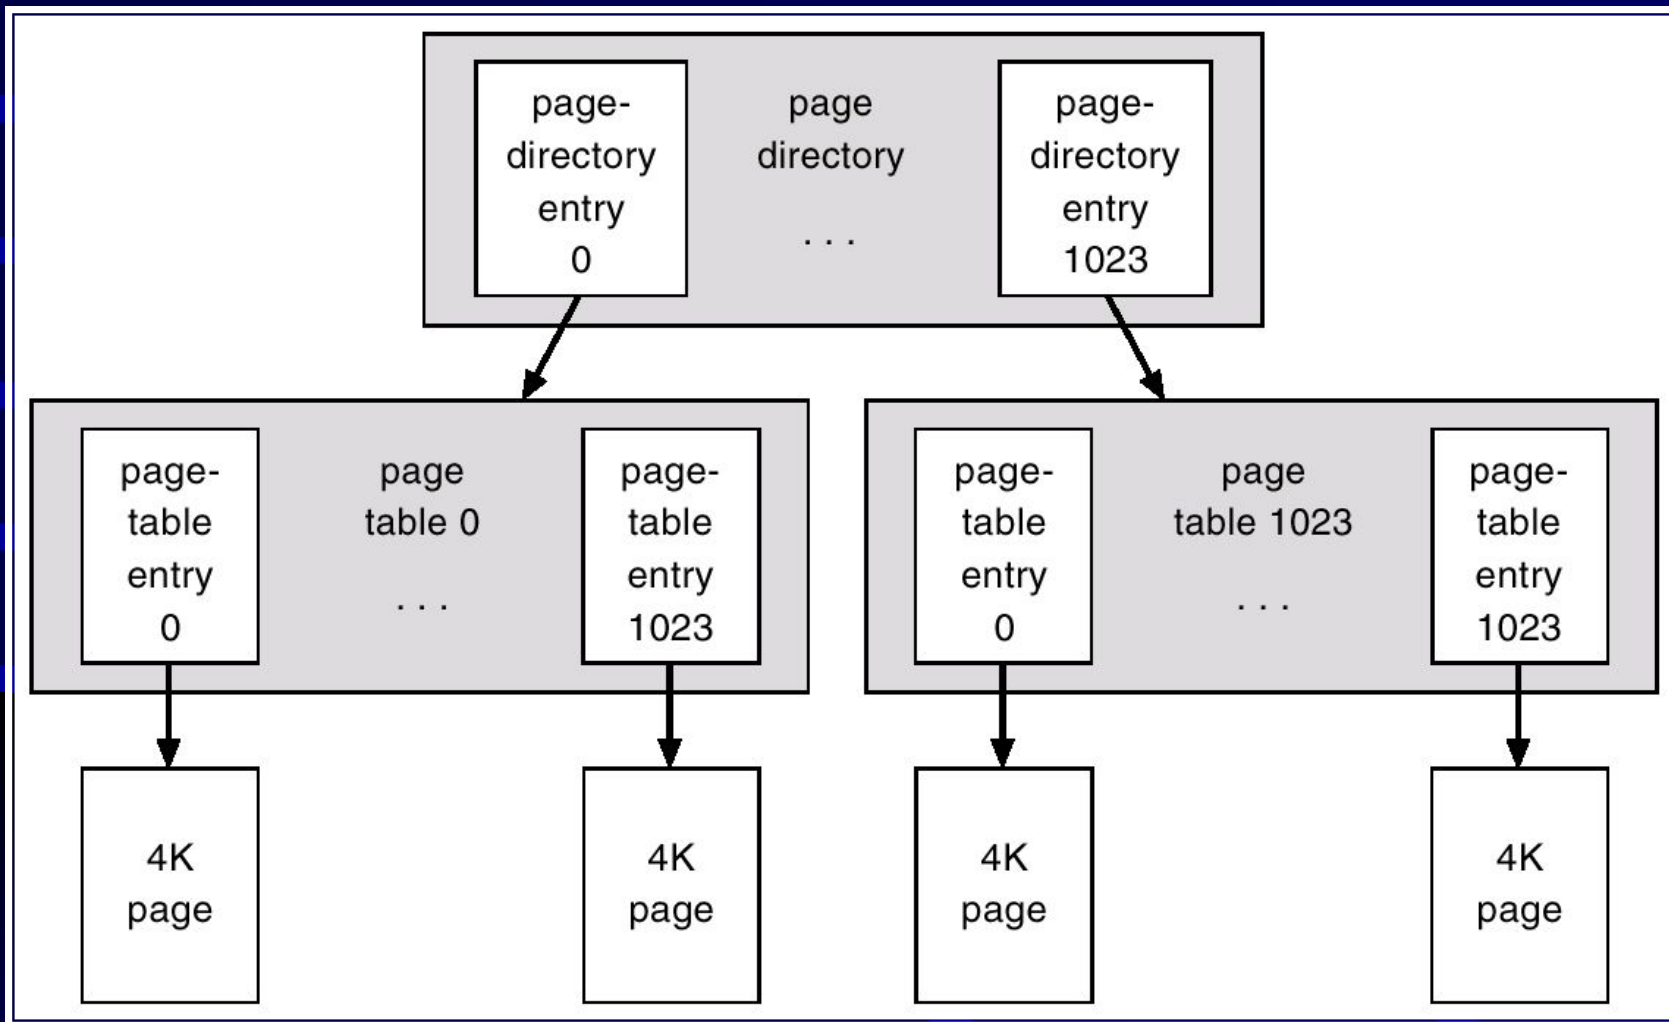 page-
directory
entry
0
page
directory
. . .
page-
directory
entry
1023
page-
table
entry
0
page
table 0
. . .
page-
table
entry
1023
page-
table
entry
0
page
table 1023
. . .
page-
table
entry
1023
4K
page
4K
page
4K
page
4K
page